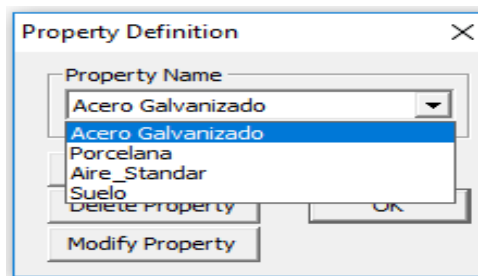 Property Definition
Property Name
Acero Galvanizado
Acero Galvanizado
Porcelana
Aire_Standar
Suelo
Delete Property
OK
Modify Property